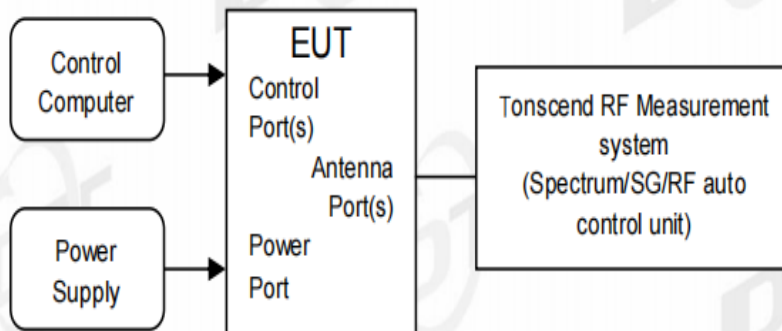 Control
Computer
Power
Supply
EUT
Control
Port(s)
Antenna
Port(s)
Power
Port
Tonscend RF Measurement
system
(Spectrum/SG/RF auto
control unit)